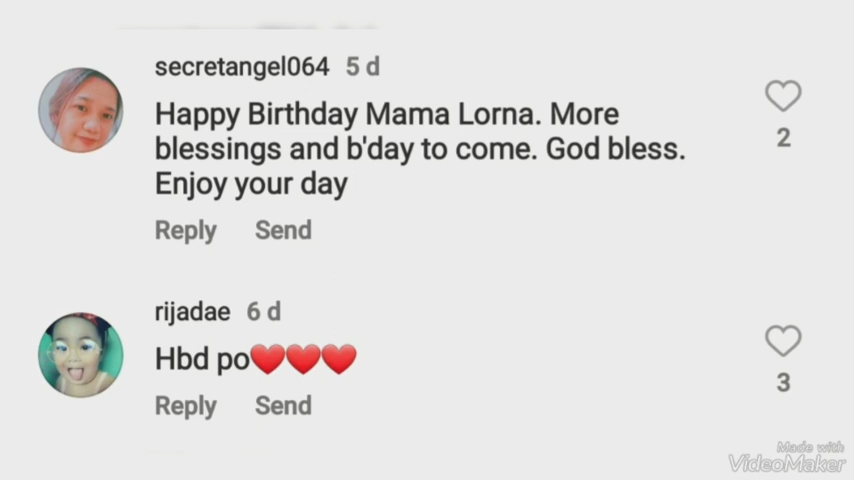 secretangel064 5 d
Happy Birthday Mama Lorna. More
blessings and b'day to come. God bless.
Enjoy your day
2
Reply Send
rijadae 6 d
Hbd po❤️❤️❤️
3
Reply Send
Made with
VideoMaker